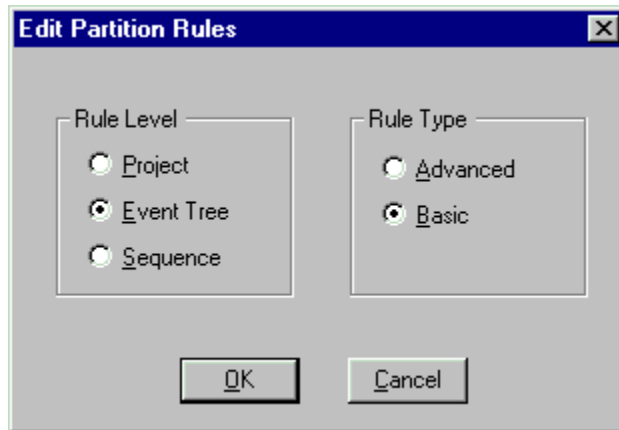 Edit Partition Rules
Rule Level
Project
Event Tree
Sequence
Rule Type
Advanced
Basic
OK
Cancel